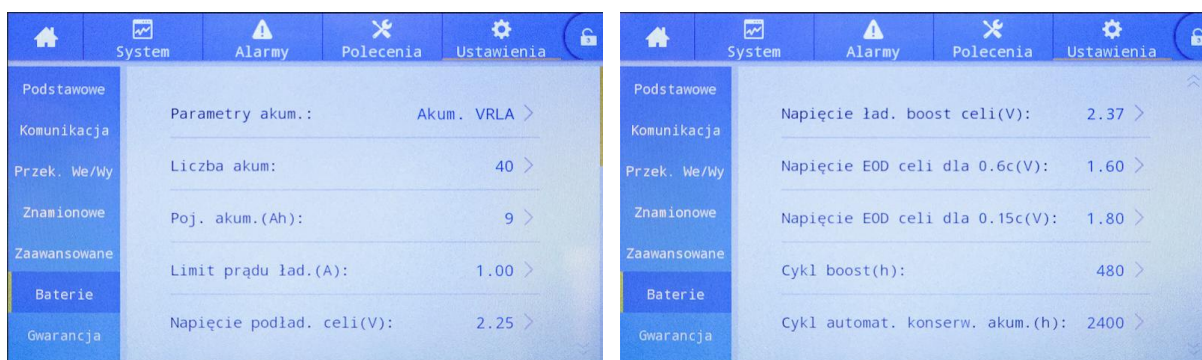 System Alarmy Polecenia Ustawienia
Podstawowe
Komunikacja
Przek. We/Wy
Znamionowe
Zaawansowane
Baterie
Gwarancja
Parametry akum.: Akum. VRLA
Liczba akum: 40
Poj. akum.(Ah): 9
Limit prądu ład.(A): 1.00
Napięcie podład. celi(V): 2.25
System Alarmy Polecenia Ustawienia
Podstawowe
Komunikacja
Przek. We/Wy
Znamionowe
Zaawansowane
Baterie
Gwarancja
Napięcie ład. boost celi(V): 2.37
Napięcie EOD celi dla 0.6c(V): 1.60
Napięcie EOD celi dla 0.15c(V): 1.80
Cykl boost(h): 480
Cykl automat. konserw. akum.(h): 2400